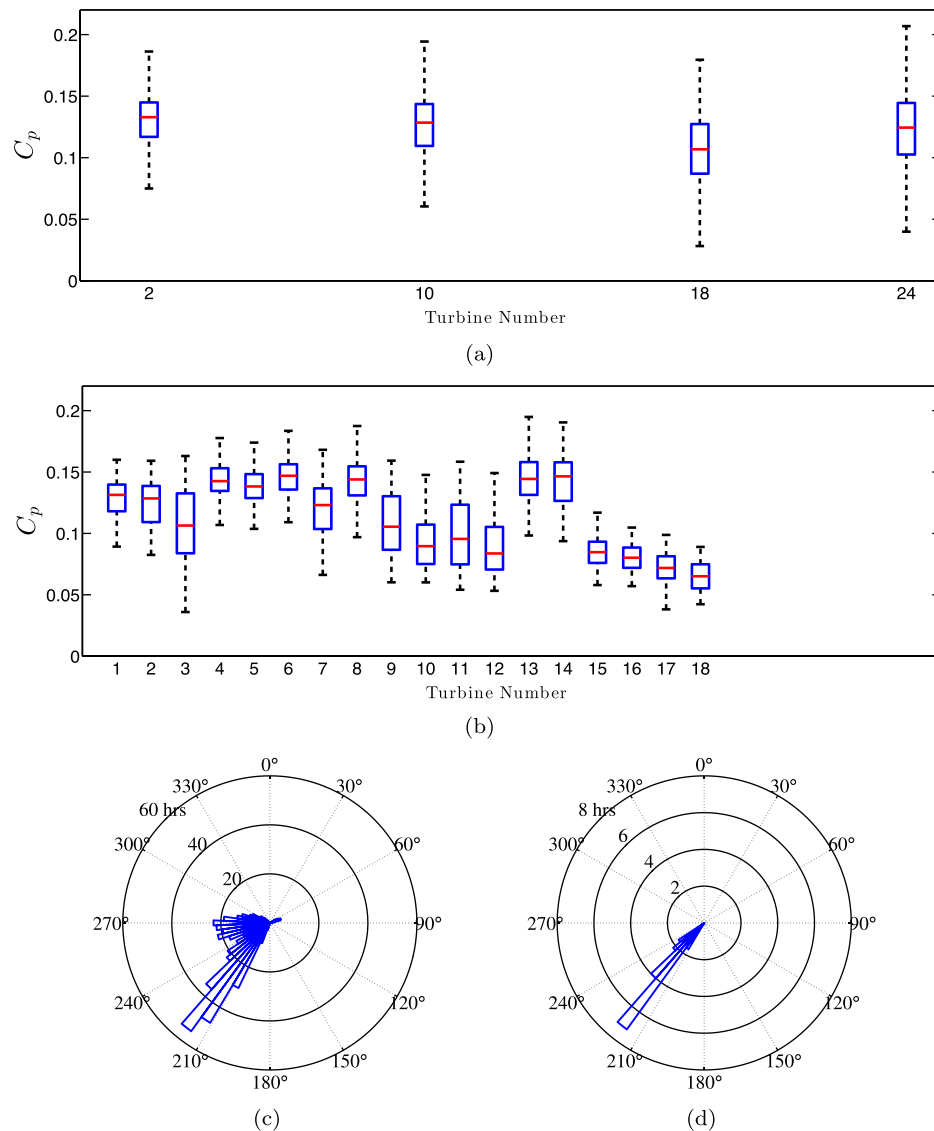 0.2
0.15
C_p
0.1
0.05
0
2 10 18 24
Turbine Number
(a)
0.2
0.15
C_p
0.1
0.05
0
1 2 3 4 5 6 7 8 9 10 11 12 13 14 15 16 17 18
Turbine Number
(b)
0° 0°
330° 30° 330° 30°
60 hrs 8 hrs
300° 40 60° 300° 6 60°
4
20 2
270° 90° 270° 90°
240° 120° 240° 120°
210° 150° 210° 150°
180° 180°
(c) (d)